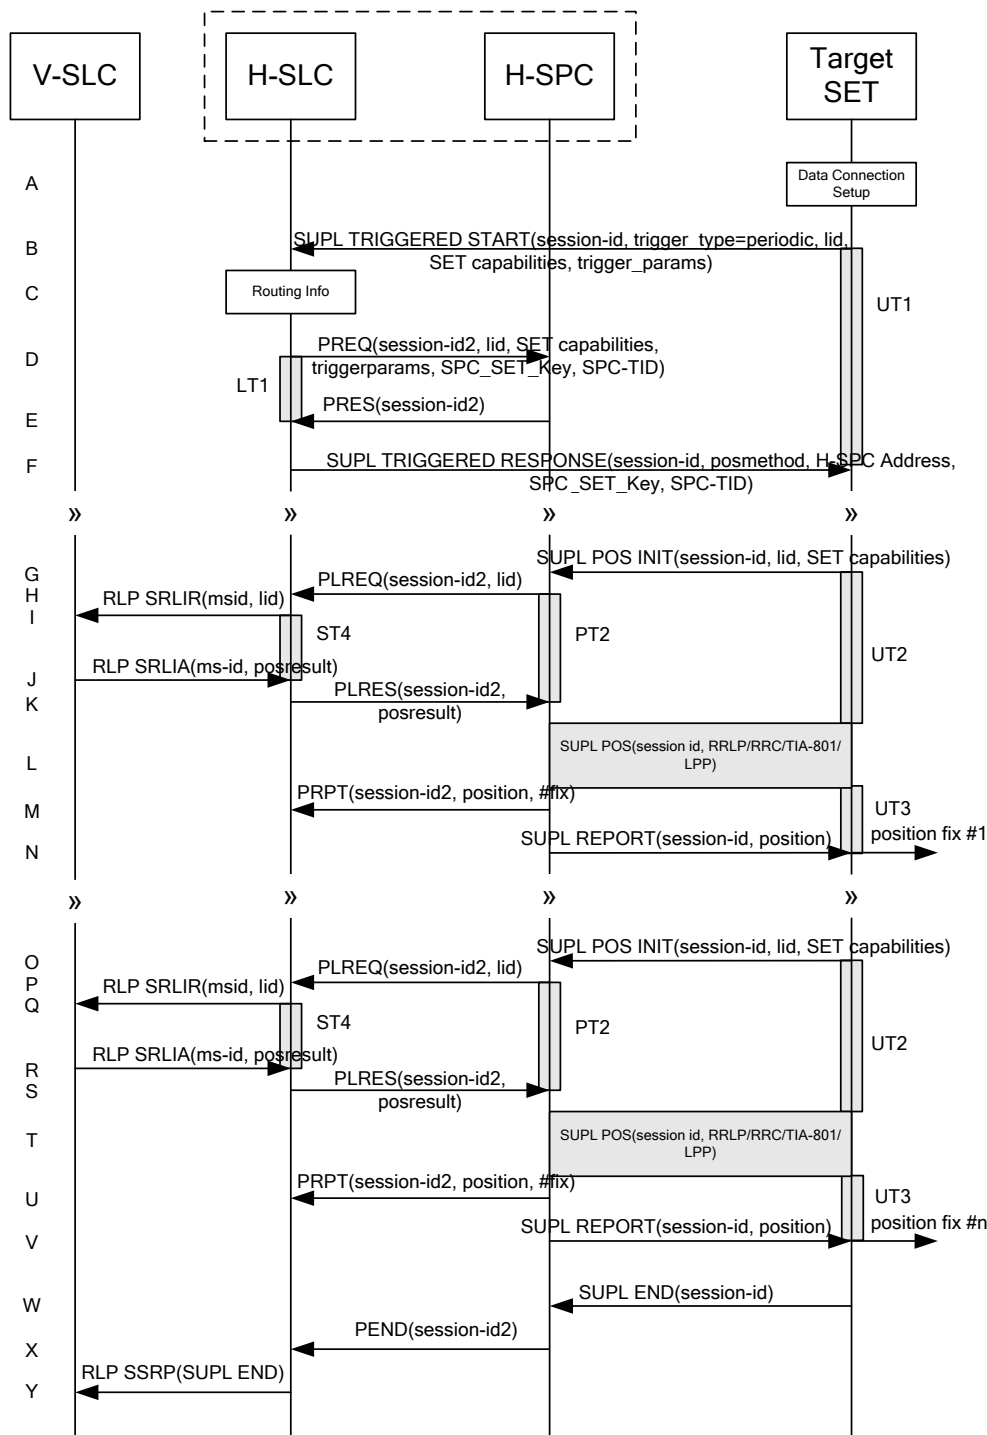 V-SLC
H-SLC
H-SPC
Target
SET
A
Data Connection
Setup
B
SUPL TRIGGERED START(session-id, trigger_type=periodic, lid,
SET capabilities, trigger_params)
C
Routing Info
UT1
D
PREQ(session-id2, lid, SET capabilities,
triggerparams, SPC_SET_Key, SPC-TID)
LT1
E
PRES(session-id2)
F
SUPL TRIGGERED RESPONSE(session-id, posmethod, H-SPC Address,
SPC_SET_Key, SPC-TID)
»
»
»
»
G
SUPL POS INIT(session-id, lid, SET capabilities)
H
PLREQ(session-id2, lid)
I
RLP SRLIR(msid, lid)
ST4
PT2
UT2
J
RLP SRLIA(ms-id, posresult)
K
PLRES(session-id2,
posresult)
L
SUPL POS(session id, RRLP/RRC/TIA-801/
LPP)
M
PRPT(session-id2, position, #fix)
UT3
position fix #1
N
SUPL REPORT(session-id, position)
»
»
»
»
O
SUPL POS INIT(session-id, lid, SET capabilities)
P
PLREQ(session-id2, lid)
Q
RLP SRLIR(msid, lid)
ST4
PT2
UT2
R
RLP SRLIA(ms-id, posresult)
S
PLRES(session-id2,
posresult)
T
SUPL POS(session id, RRLP/RRC/TIA-801/
LPP)
U
PRPT(session-id2, position, #fix)
UT3
position fix #n
V
SUPL REPORT(session-id, position)
W
SUPL END(session-id)
X
PEND(session-id2)
Y
RLP SSRP(SUPL END)